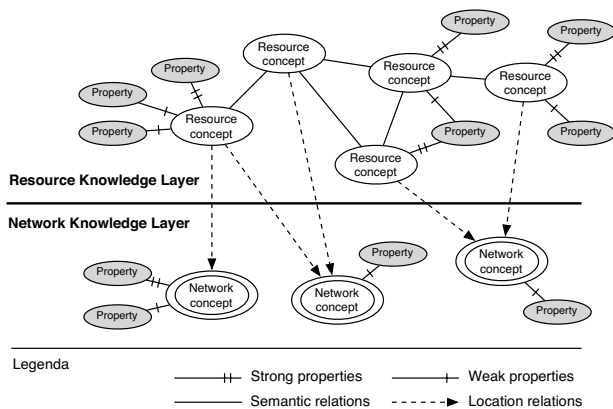 Property
Resource
concept
Property
Property
Property
Resource
concept
Property
Resource
concept
Property
Resource
concept
Property
Property
Resource
concept
Resource Knowledge Layer
Network Knowledge Layer
Property
Property
Network
concept
Property
Property
Network
concept
Network
concept
Property
Legenda
Strong properties
Weak properties
Semantic relations
Location relations